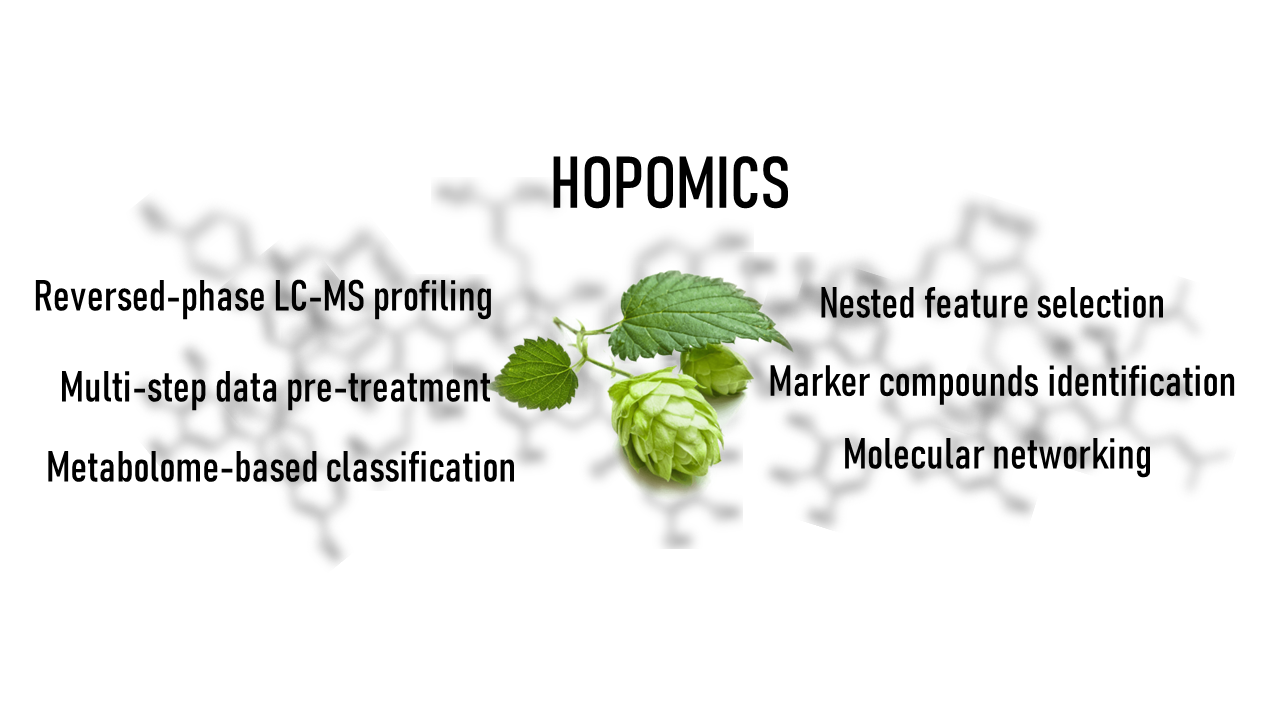 HOPOMICS
Reversed-phase LC-MS profiling
Multi-step data pre-treatment
Metabolome-based classification
Nested feature selection
Marker compounds identification
Molecular networking